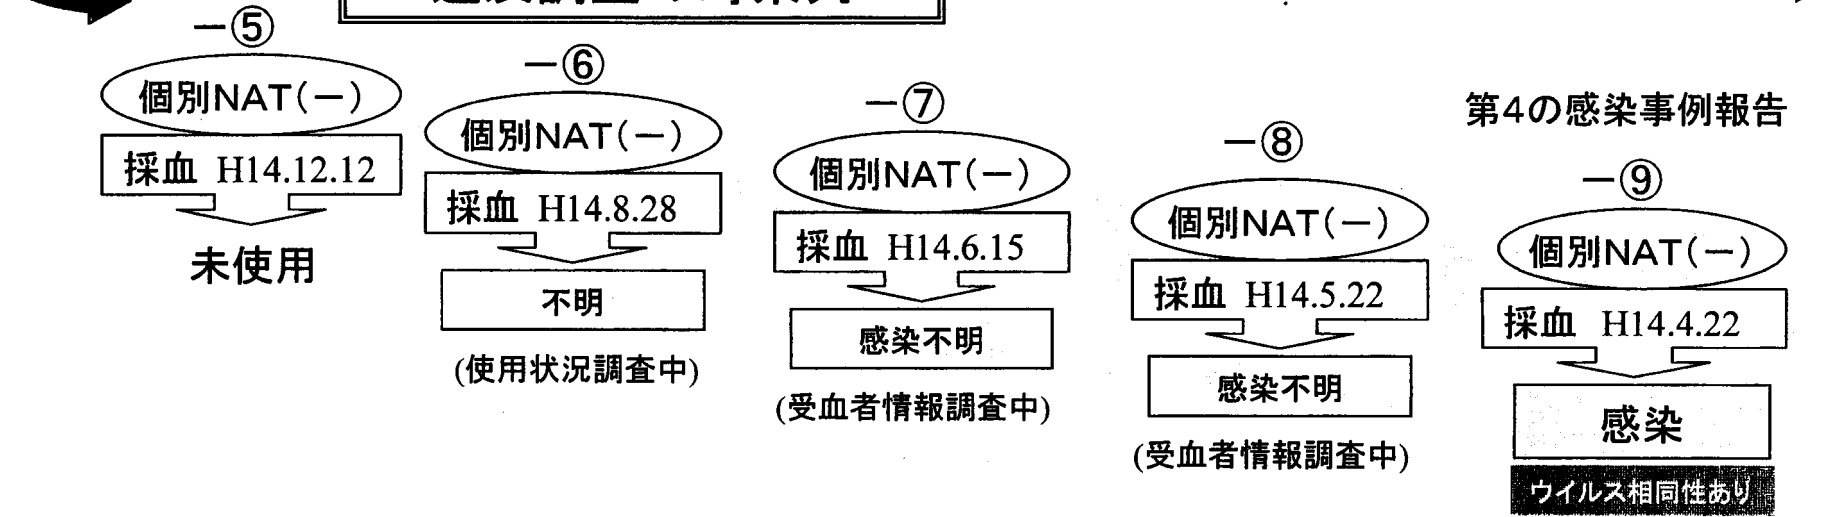 －⑤
個別NAT(－)
採血 H14.12.12
未使用
－⑥
個別NAT(－)
採血 H14.8.28
不明
(使用状況調査中)
－⑦
個別NAT(－)
採血 H14.6.15
感染不明
(受血者情報調査中)
－⑧
個別NAT(－)
採血 H14.5.22
感染不明
(受血者情報調査中)
第4の感染事例報告
－⑨
個別NAT(－)
採血 H14.4.22
感染
ウイルス相同性あり